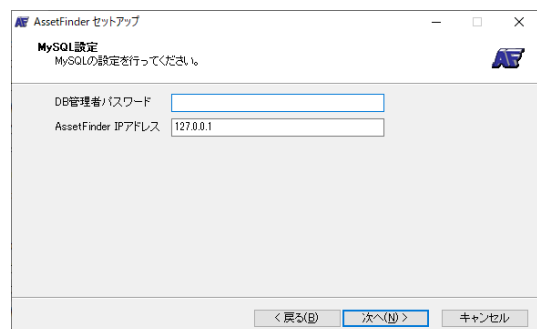 AF AssetFinder セットアップ
MySQL設定
MySQLの設定を行ってください。
AF
DB管理者パスワード
AssetFinder IPアドレス 127.0.0.1
< 戻る(B) 次へ(N) > キャンセル